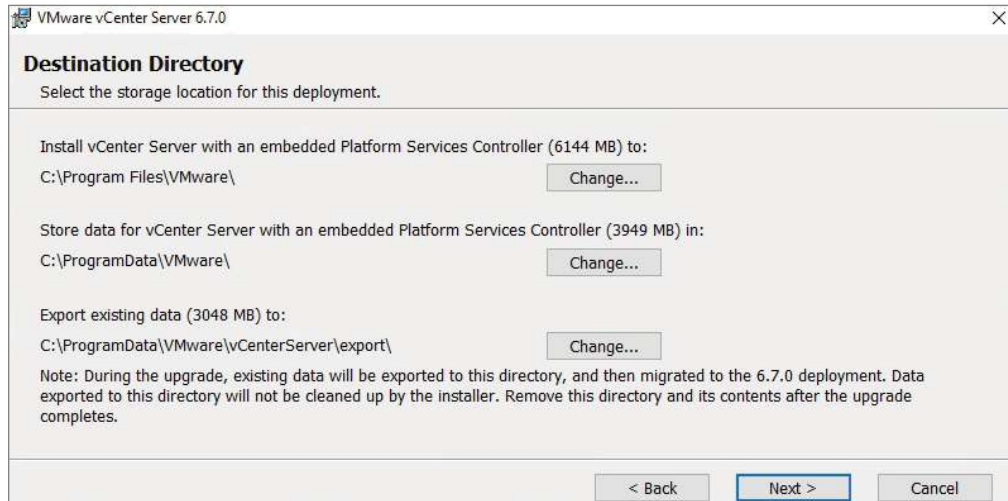 VMware vCenter Server 6.7.0
Destination Directory
Select the storage location for this deployment.
Install vCenter Server with an embedded Platform Services Controller (6144 MB) to:
C:\Program Files\VMware\
Change...
Store data for vCenter Server with an embedded Platform Services Controller (3949 MB) in:
C:\ProgramData\VMware\
Change...
Export existing data (3048 MB) to:
C:\ProgramData\VMware\vCenterServer\export\
Change...
Note: During the upgrade, existing data will be exported to this directory, and then migrated to the 6.7.0 deployment. Data
exported to this directory will not be cleaned up by the installer. Remove this directory and its contents after the upgrade
completes.
< Back
Next >
Cancel